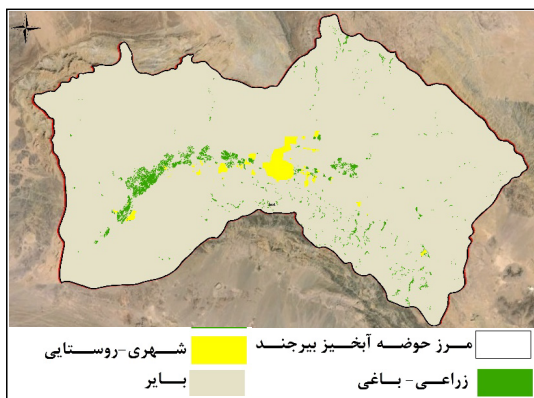 مرز حوضه آبخیز بیرجند
شهری-روستایی
زراعی- باغی
بایر